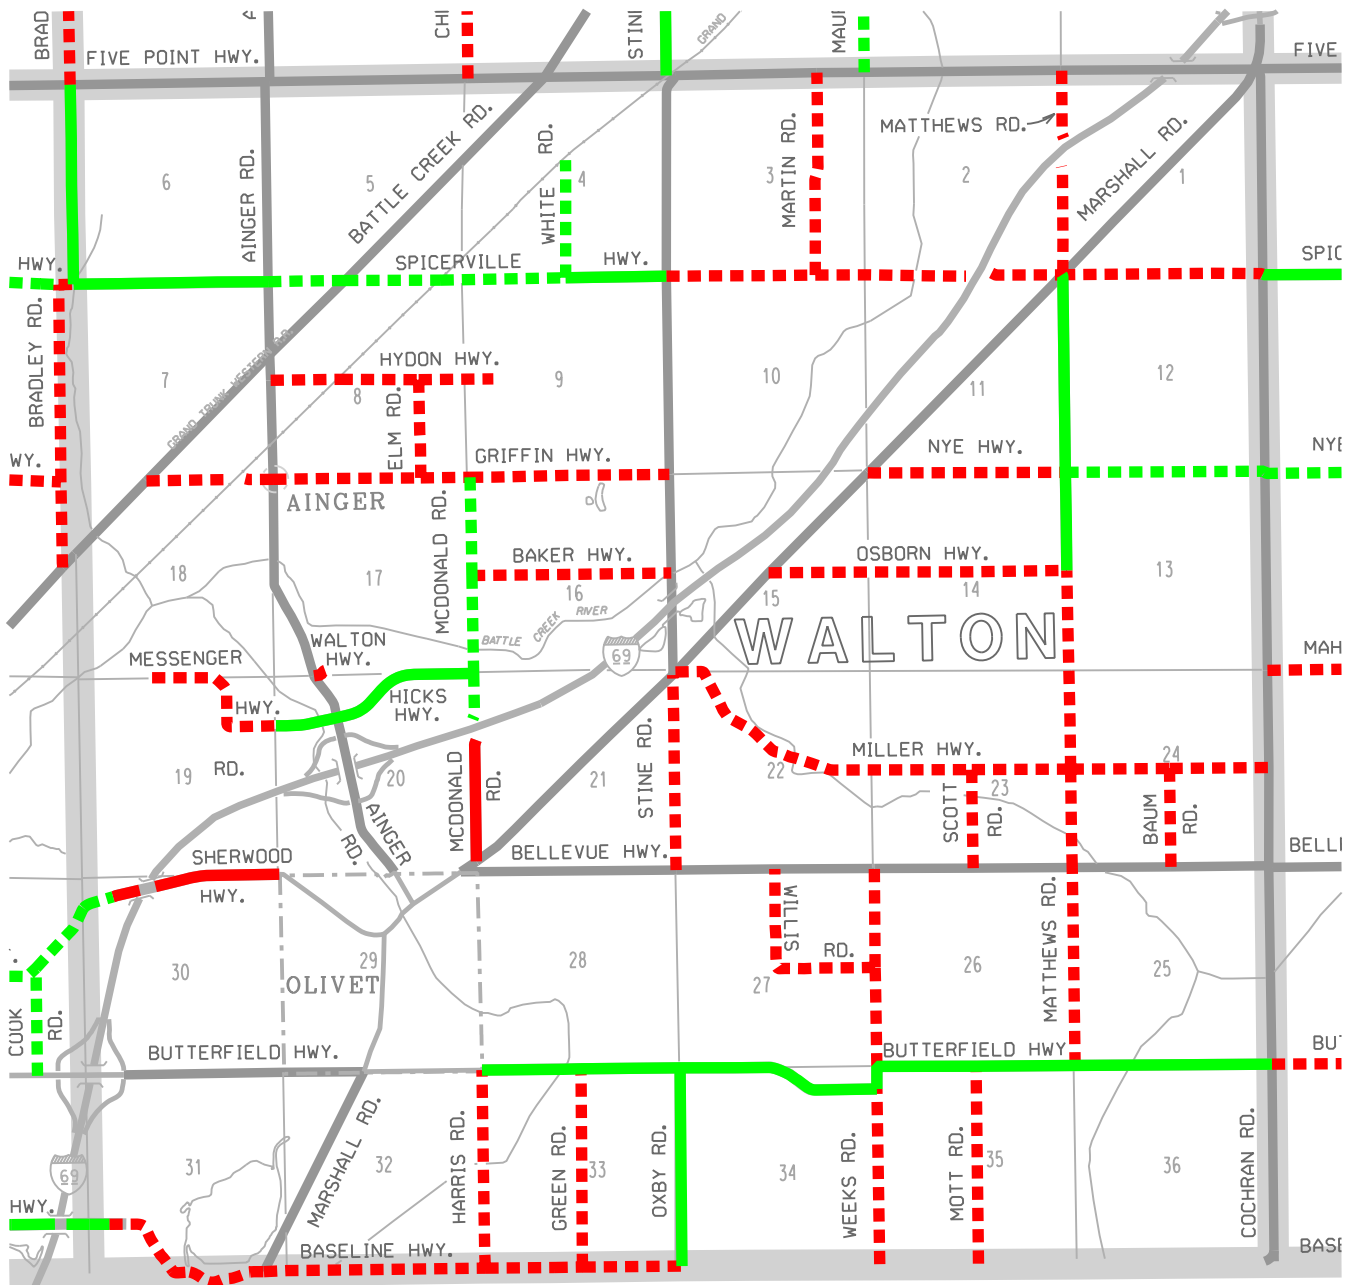 BRAD
CHI
STINE
GRAND
MAU
FIVE POINT HWY.
FIVE
BATTLE CREEK RD.
WHITE RD.
MARTIN RD.
MATTHEWS RD.
MARSHALL RD.
AINGER RD.
6
5
4
3
2
1
HWY.
SPICERVILLE HWY.
SPIC
BRADLEY RD.
GRAND TRUNK WESTERN R.R.
HYDON HWY.
7
8
9
10
11
12
ELM RD.
WY.
GRIFFIN HWY.
NYE HWY.
NYE
AINGER
MCDONALD RD.
BAKER HWY.
OSBORN HWY.
18
17
16
15
14
13
BATTLE CREEK RIVER
WALTON
WALTON HWY.
69
MESSENGER HWY.
MAH
HICKS HWY.
STINE RD.
MILLER HWY.
19
RD.
20
21
22
23
24
MCDONALD RD.
SCOTT RD.
BAUM RD.
AINGER RD.
SHERWOOD HWY.
BELLEVUE HWY.
BELLE
WILLIS RD.
MATTHEWS RD.
30
29
28
27
26
25
OLIVET
COOK RD.
BUTTERFIELD HWY.
BUTTERFIELD HWY
BUT
MARSHALL RD.
HARRIS RD.
GREEN RD.
OXBY RD.
WEEKS RD.
MOTT RD.
COCHRAN RD.
31
32
33
34
35
36
69
HWY.
BASELINE HWY.
BASE